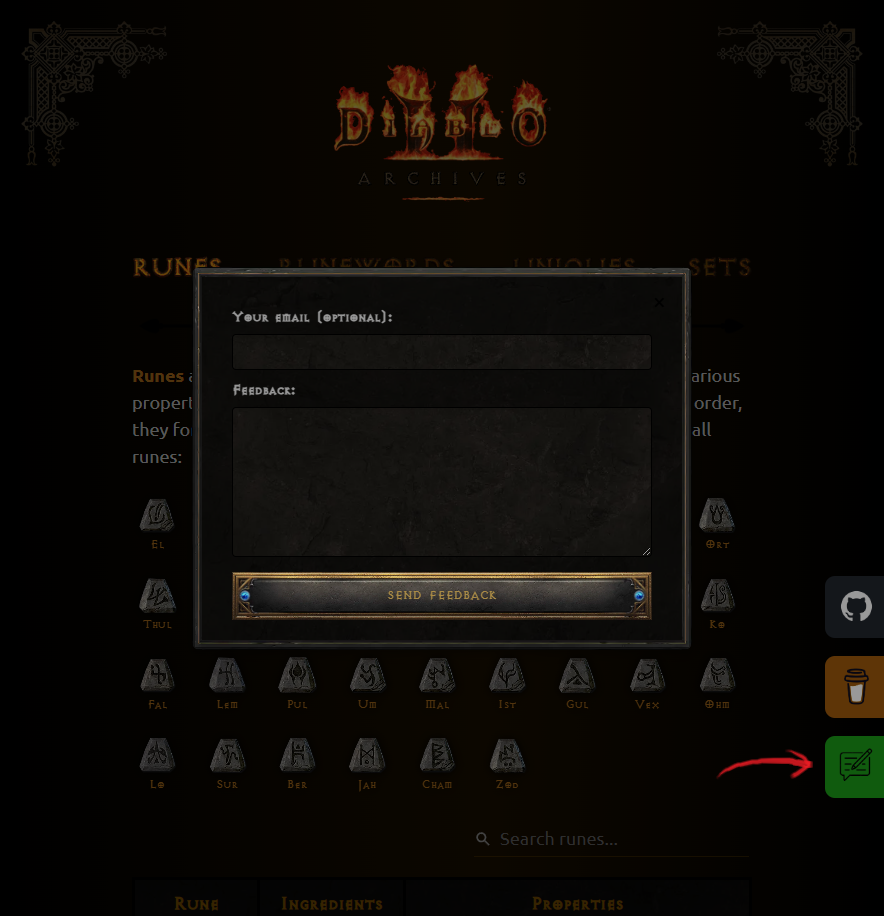 DIABLO II
ARCHIVES
RUNES RUNEWORDS UNIQUES SETS
Your email (optional):
Feedback:
Runes a arious
propert order,
they fo all
runes:
El Ort
SEND FEEDBACK
Thul Ko
Fal Lem Pul Um Mal Ist Gul Vex Ohm
Lo Sur Ber Jah Cham Zod
Search runes...
Rune Ingredients Properties